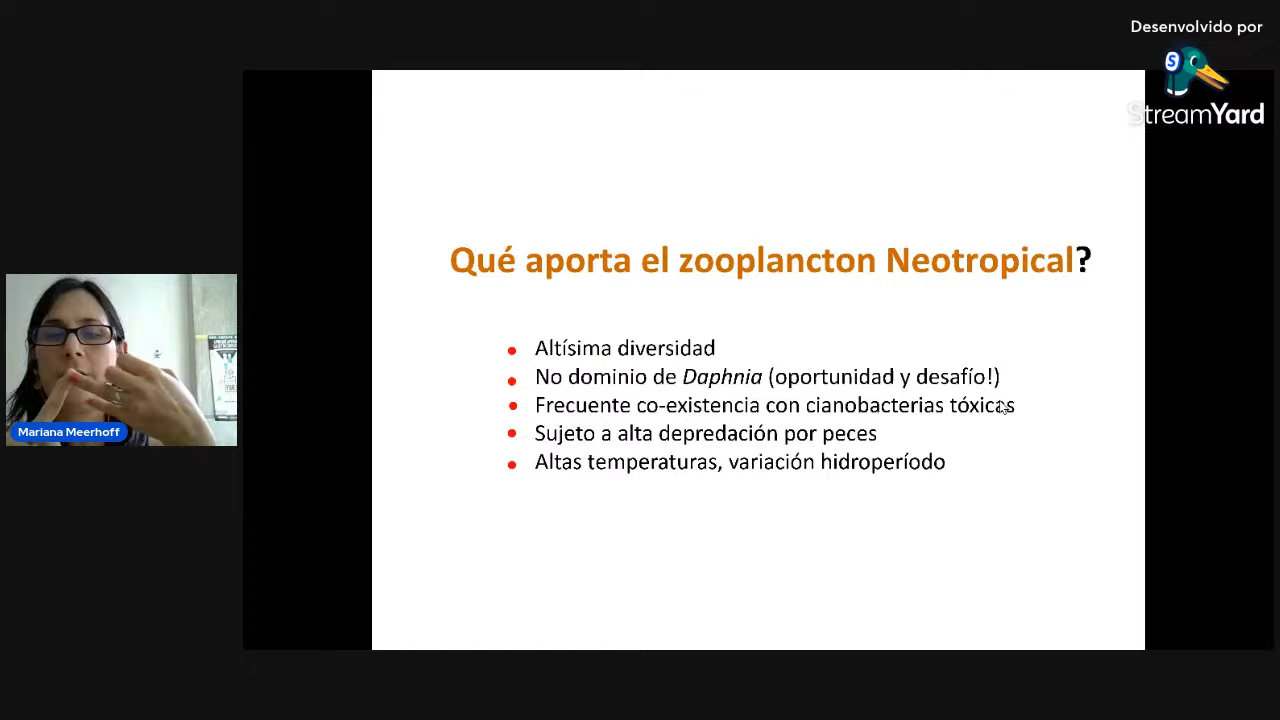 Desenvolvido por
StreamYard
Qué aporta el zooplancton Neotropical?
Altísima diversidad
No dominio de Daphnia (oportunidad y desafío!)
Frecuente co-existencia con cianobacterias tóxicas
Sujeto a alta depredación por peces
Altas temperaturas, variación hidroperíodo
Mariana Meerhoff